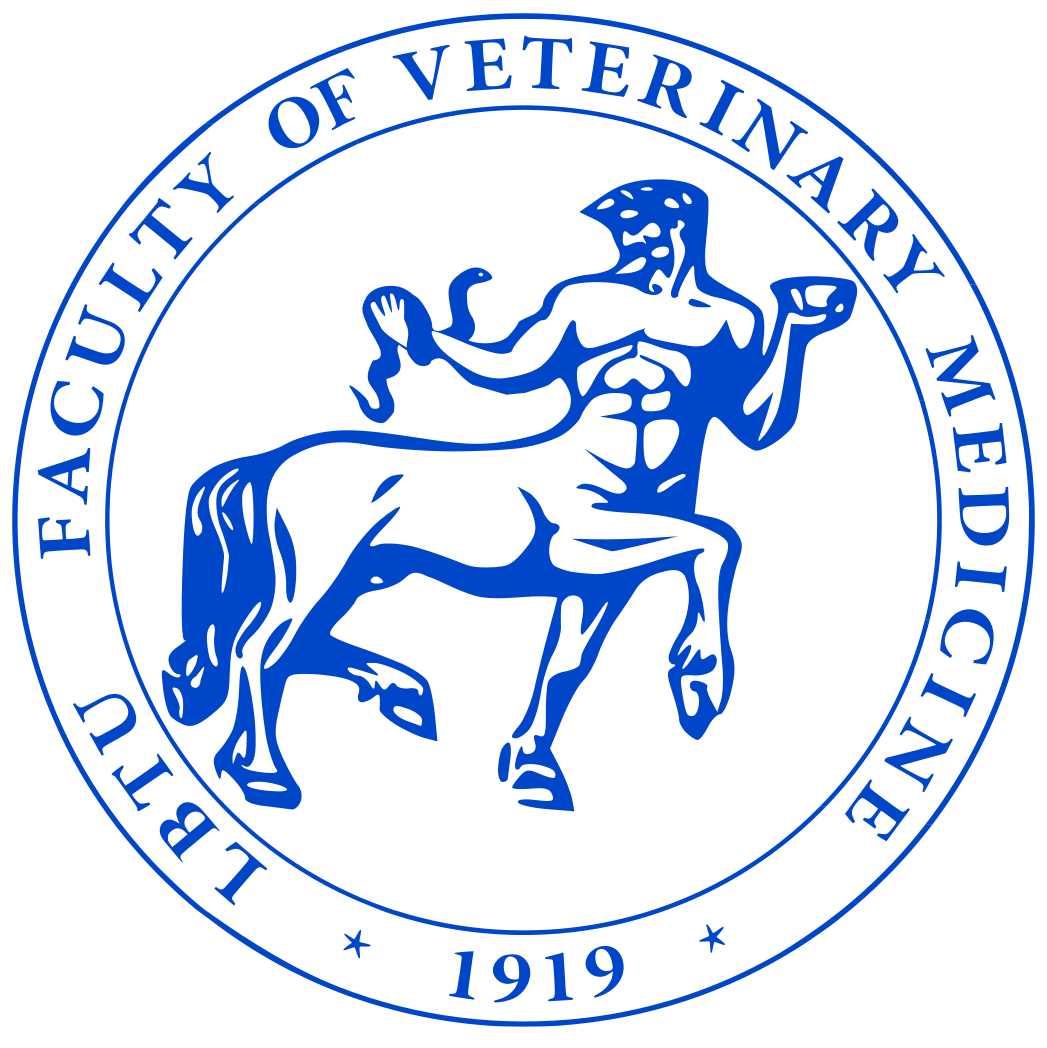 LBTU FACULTY OF VETERINARY MEDICINE
* 1919 *